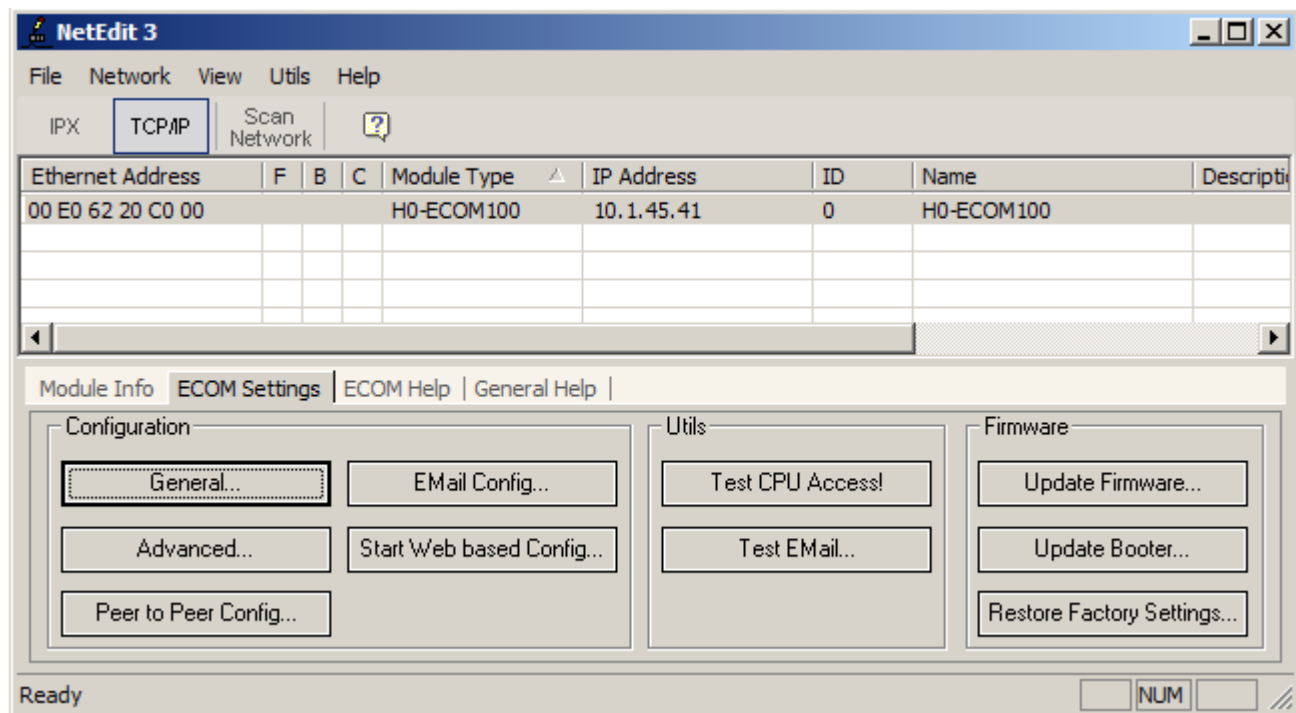 NetEdit 3
File Network View Utils Help
IPX TCP/IP Scan Network ?
Ethernet Address F B C Module Type IP Address ID Name Descripti
00 E0 62 20 C0 00 H0-ECOM100 10.1.45.41 0 H0-ECOM100
Module Info ECOM Settings ECOM Help General Help
Configuration Utils Firmware
General... EMail Config... Test CPU Access! Update Firmware...
Advanced... Start Web based Config... Test EMail... Update Booter...
Peer to Peer Config... Restore Factory Settings...
Ready NUM